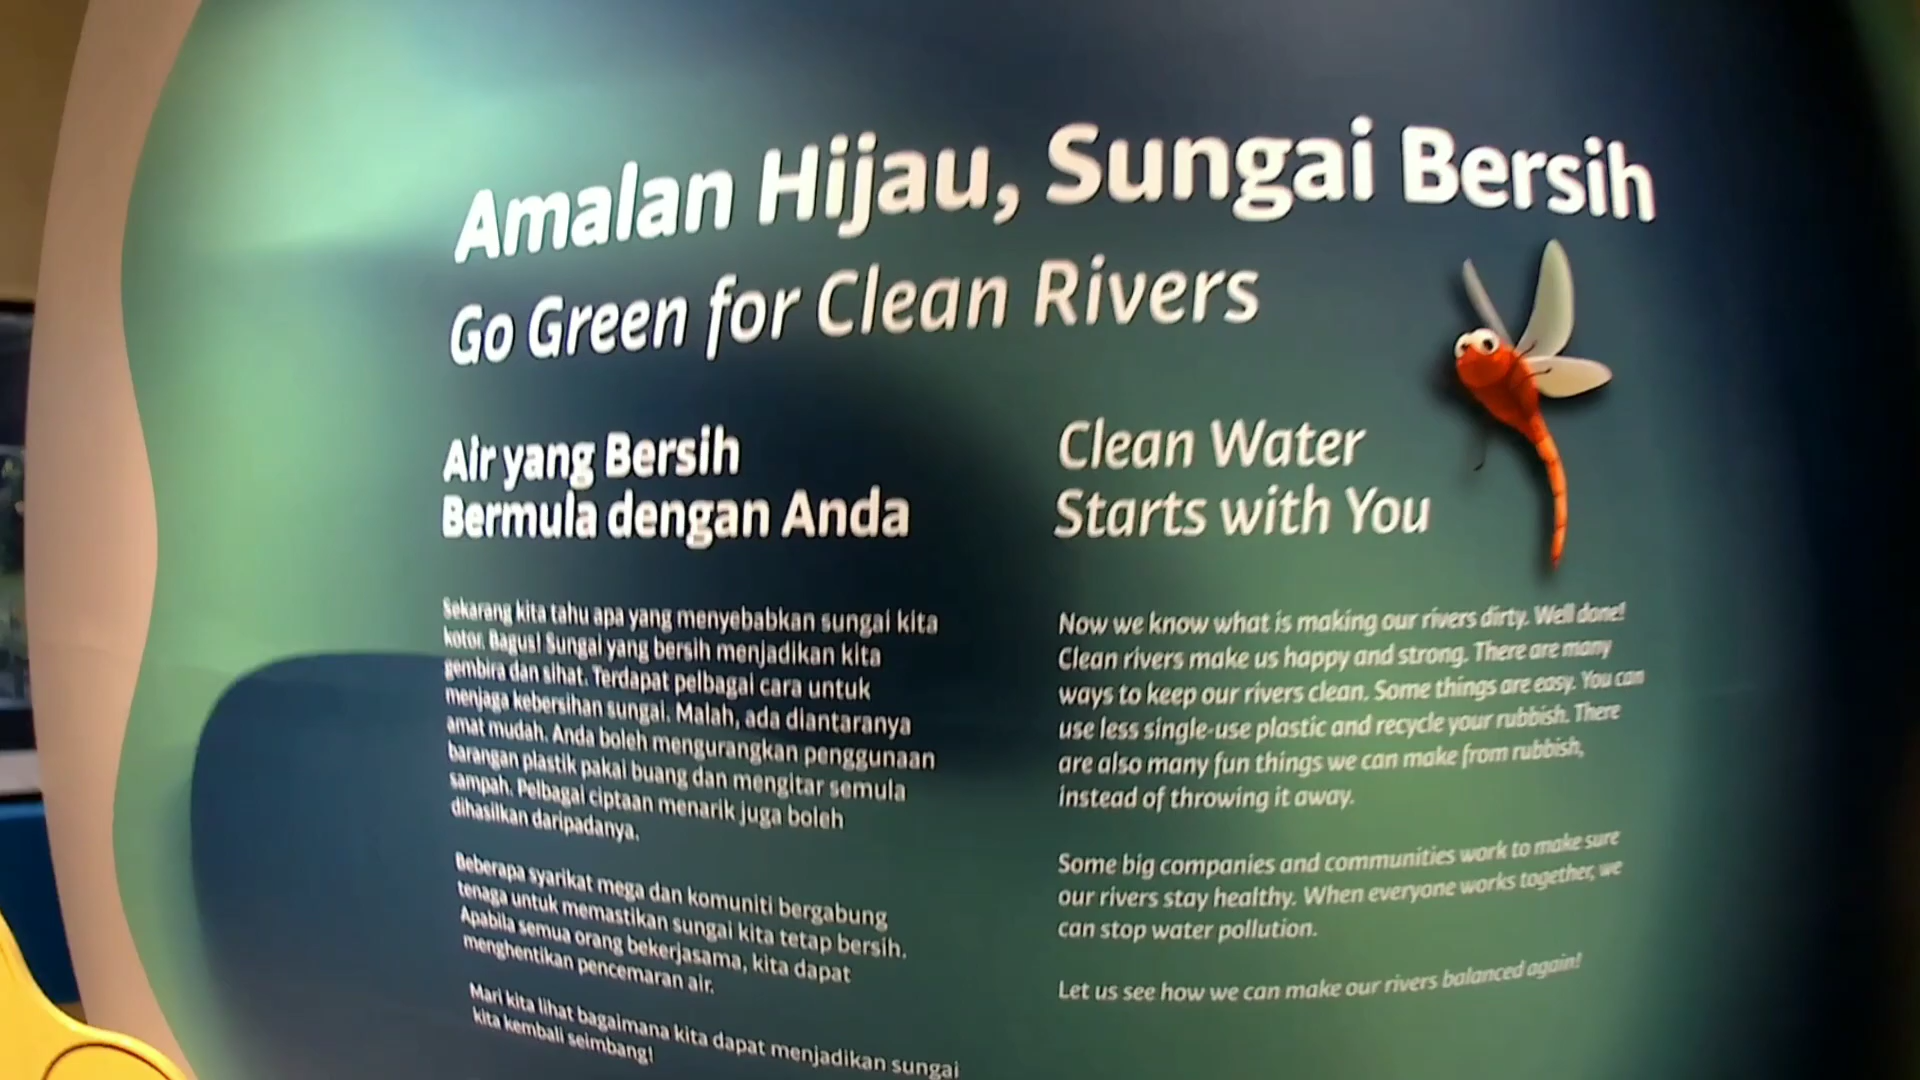 Amalan Hijau, Sungai Bersih
Go Green for Clean Rivers
Air yang Bersih
Bermula dengan Anda
Sekarang kita tahu apa yang menyebabkan sungai kita
kotor. Bagus! Sungai yang bersih menjadikan kita
gembira dan sihat. Terdapat pelbagai cara untuk
menjaga kebersihan sungai. Malah, ada diantaranya
amat mudah. Anda boleh mengurangkan penggunaan
barangan plastik pakai buang dan mengitar semula
sampah. Pelbagai ciptaan menarik juga boleh
dihasilkan daripadanya.
Beberapa syarikat mega dan komuniti bergabung
tenaga untuk memastikan sungai kita tetap bersih.
Apabila semua orang bekerjasama, kita dapat
menghentikan pencemaran air.
Mari kita lihat bagaimana kita dapat menjadikan sungai
kita kembali seimbang!
Clean Water
Starts with You
Now we know what is making our rivers dirty. Well done!
Clean rivers make us happy and strong. There are many
ways to keep our rivers clean. Some things are easy. You can
use less single-use plastic and recycle your rubbish. There
are also many fun things we can make from rubbish,
instead of throwing it away.
Some big companies and communities work to make sure
our rivers stay healthy. When everyone works together, we
can stop water pollution.
Let us see how we can make our rivers balanced again!